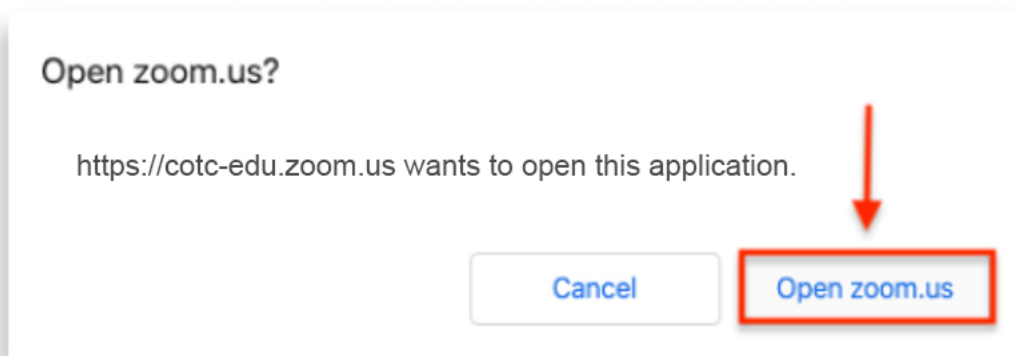 Open zoom.us?
https://cotc-edu.zoom.us wants to open this application.
Cancel
Open zoom.us